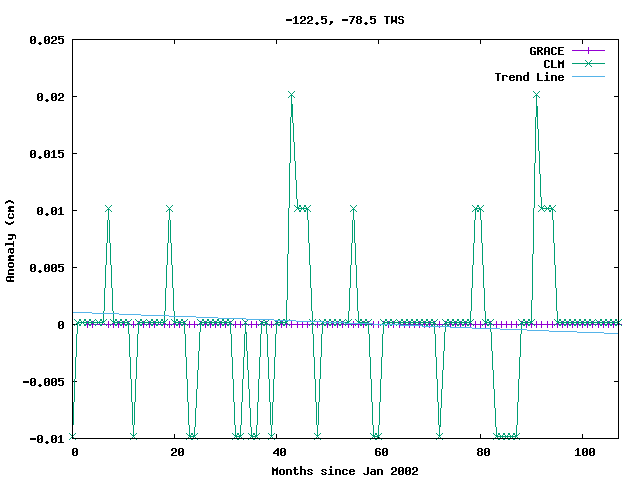 -122.5, -78.5 TWS
GRACE
CLM
Trend Line
0.025
0.02
0.015
0.01
0.005
0
-0.005
-0.01
Anomaly (cm)
0 20 40 60 80 100
Months since Jan 2002